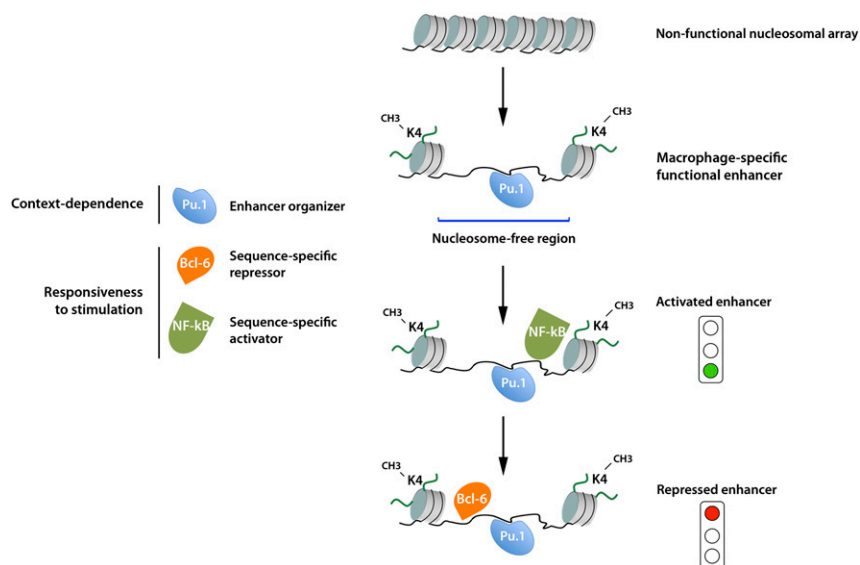 Non-functional nucleosomal array
CH3
K4
CH3
K4
Macrophage-specific
functional enhancer
Pu.1
Context-dependence
Pu.1
Enhancer organizer
Nucleosome-free region
Bcl-6
Sequence-specific
repressor
Responsiveness
to stimulation
NF-kB
Sequence-specific
activator
Activated enhancer
CH3
K4
NF-kB
CH3
K4
Pu.1
Repressed enhancer
CH3
K4
Bcl-6
CH3
K4
Pu.1